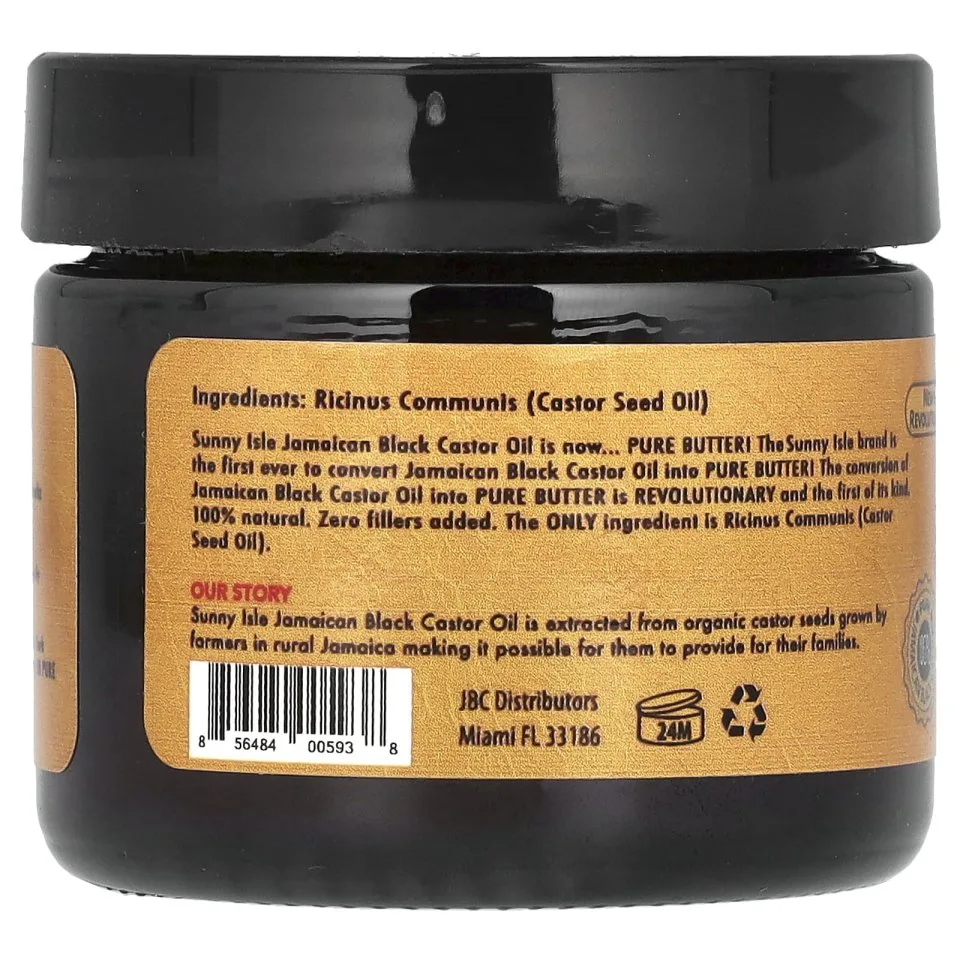 Ingredients: Ricinus Communis (Castor Seed Oil)
Sunny Isle Jamaican Black Castor Oil is now... PURE BUTTER! The Sunny Isle brand is
the first ever to convert Jamaican Black Castor Oil into PURE BUTTER! The conversion of
Jamaican Black Castor Oil into PURE BUTTER is REVOLUTIONARY and the first of its kind.
100% natural. Zero fillers added. The ONLY ingredient is Ricinus Communis (Castor
Seed Oil).
OUR STORY
Sunny Isle Jamaican Black Castor Oil is extracted from organic castor seeds grown by
farmers in rural Jamaica making it possible for them to provide for their families.
8 56484 00593 8
JBC Distributors
Miami FL 33186
24M
PURE